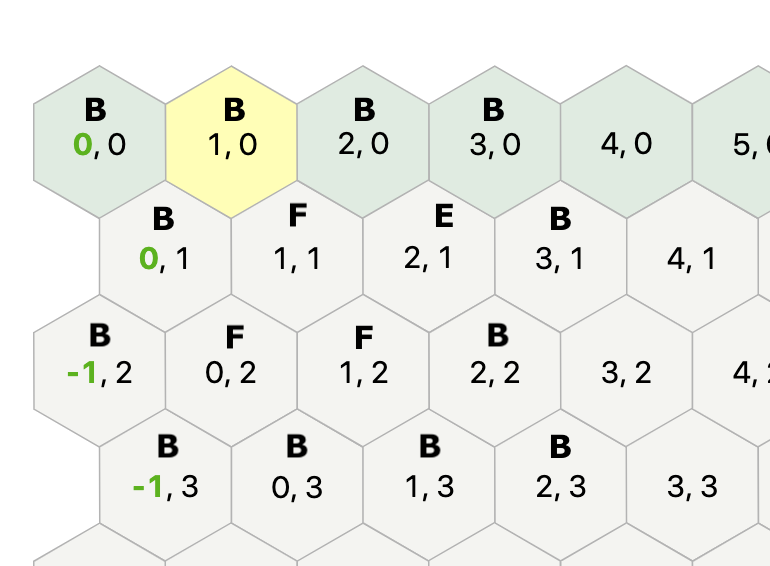 B B B B
0, 0 1, 0 2, 0 3, 0 4, 0 5,
B F E B
0, 1 1, 1 2, 1 3, 1 4, 1
B F F B
-1, 2 0, 2 1, 2 2, 2 3, 2 4,
B B B B
-1, 3 0, 3 1, 3 2, 3 3, 3